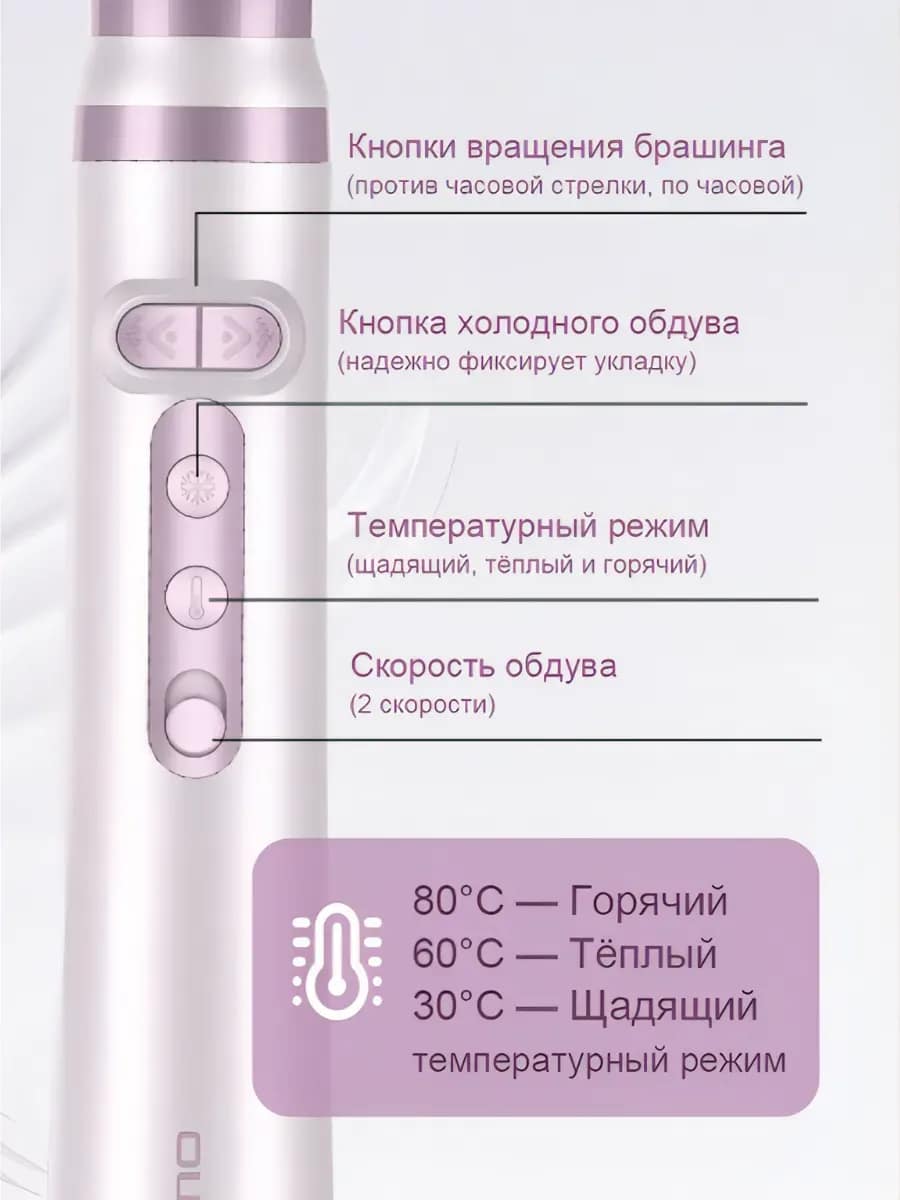 Кнопки вращения брашинга
(против часовой стрелки, по часовой)
Кнопка холодного обдува
(надежно фиксирует укладку)
Температурный режим
(щадящий, тёплый и горячий)
Скорость обдува
(2 скорости)
80°C — Горячий
60°C — Тёплый
30°C — Щадящий
температурный режим